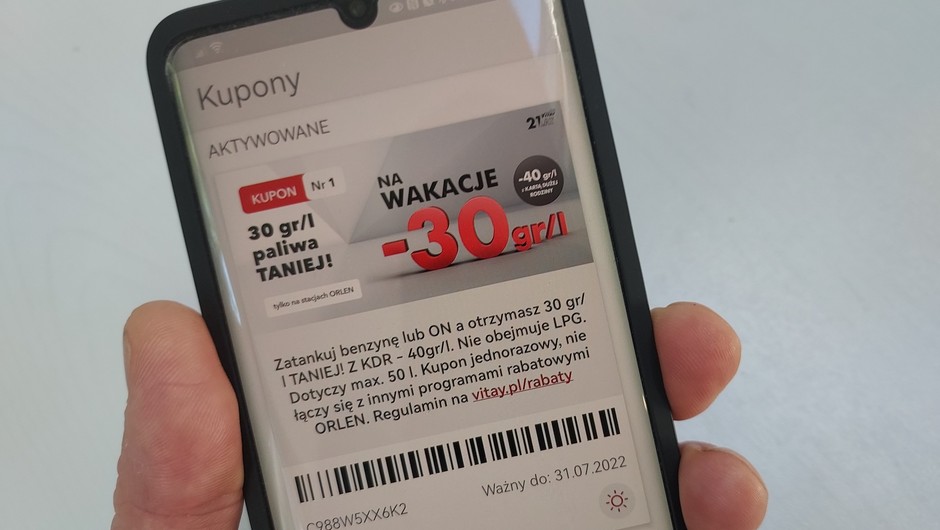 Kupony
AKTYWOWANE
KUPON Nr 1
30 gr/l
paliwa
TANIEJ!
tylko na stacjach ORLEN
NA
WAKACJE
-30gr/l
21
-40 gr/l
z KARTĄ DUŻEJ
RODZINY
Zatankuj benzynę lub ON a otrzymasz 30 gr/
l TANIEJ! Z KDR - 40gr/l. Nie obejmuje LPG.
Dotyczy max. 50 l. Kupon jednorazowy, nie
łączy się z innymi programami rabatowymi
ORLEN. Regulamin na vitay.pl/rabaty
C988W5XX6K2
Ważny do: 31.07.2022